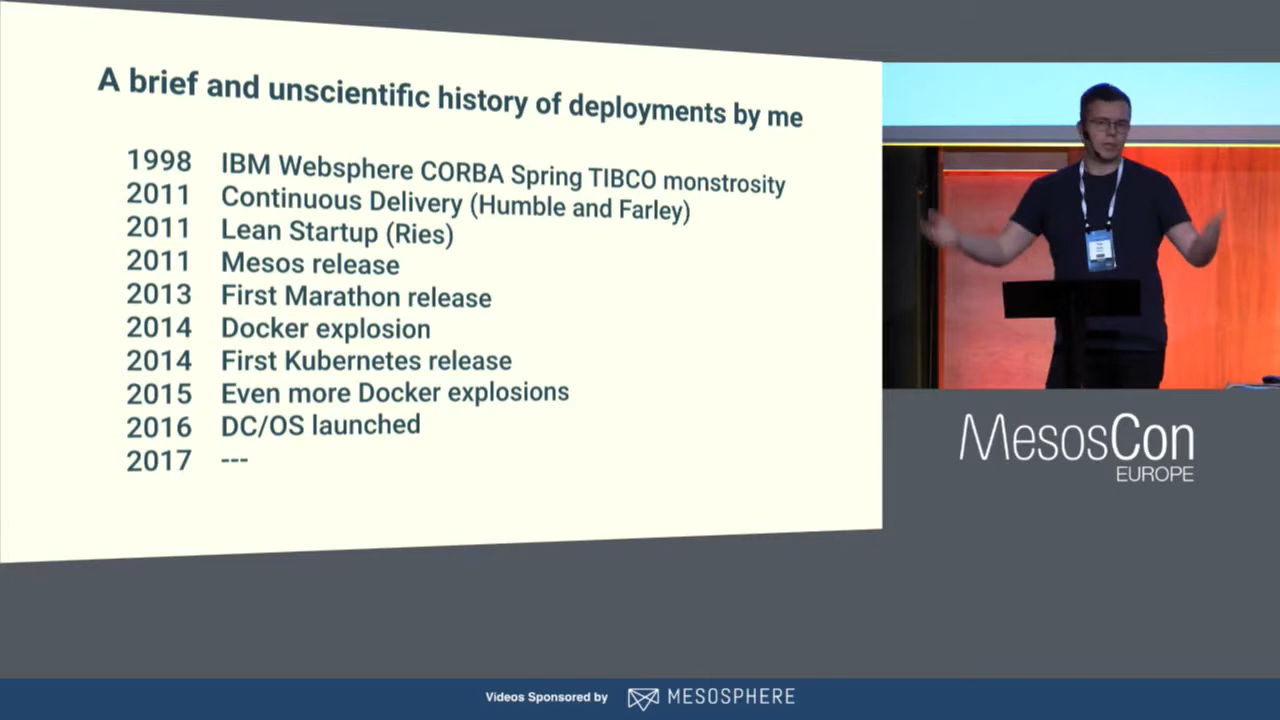 A brief and unscientific history of deployments by me
1998 IBM Websphere CORBA Spring TIBCO monstrosity
2011 Continuous Delivery (Humble and Farley)
2011 Lean Startup (Ries)
2011 Mesos release
2013 First Marathon release
2014 Docker explosion
2014 First Kubernetes release
2015 Even more Docker explosions
2016 DC/OS launched
2017 ---
MesosCon
EUROPE
Videos Sponsored by MESOSPHERE